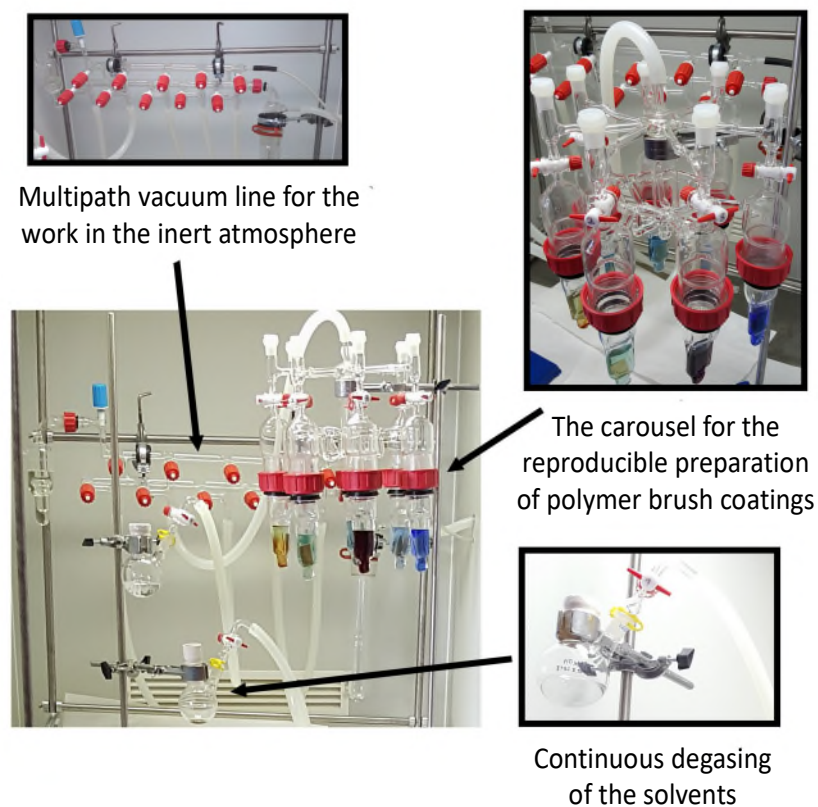 Multipath vacuum line for the
work in the inert atmosphere
The carousel for the
reproducible preparation
of polymer brush coatings
Continuous degasing
of the solvents